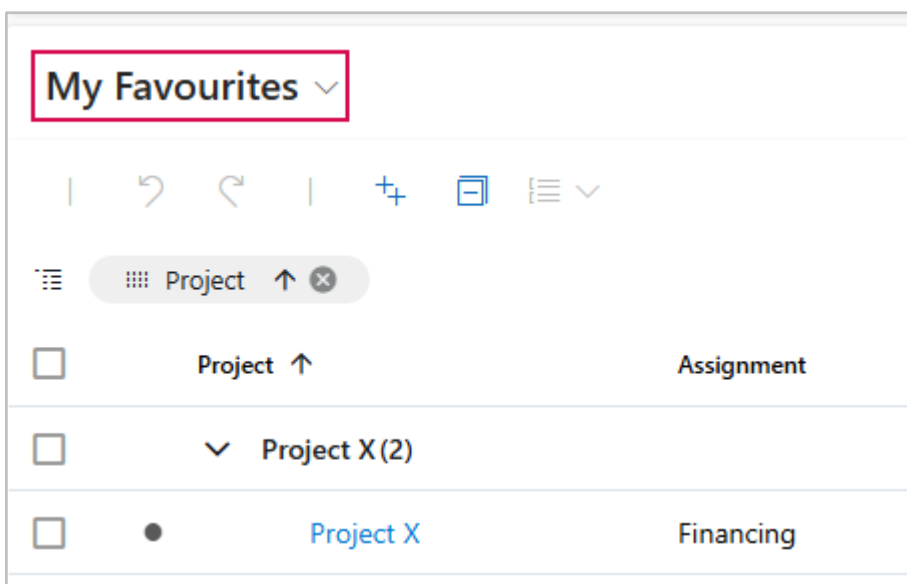 My Favourites
Project
Project Assignment
Project X (2)
Project X Financing